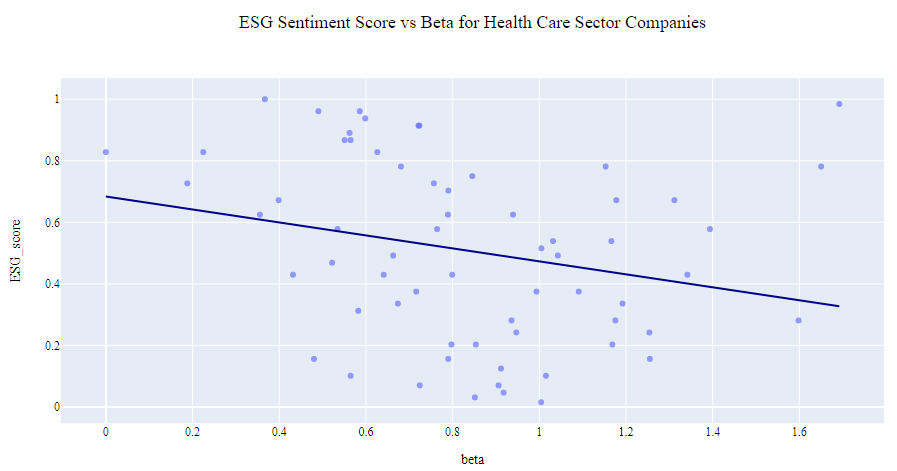 ESG Sentiment Score vs Beta for Health Care Sector Companies
1
0.8
0.6
0.4
0.2
0
ESG_score
0 0.2 0.4 0.6 0.8 1 1.2 1.4 1.6
beta